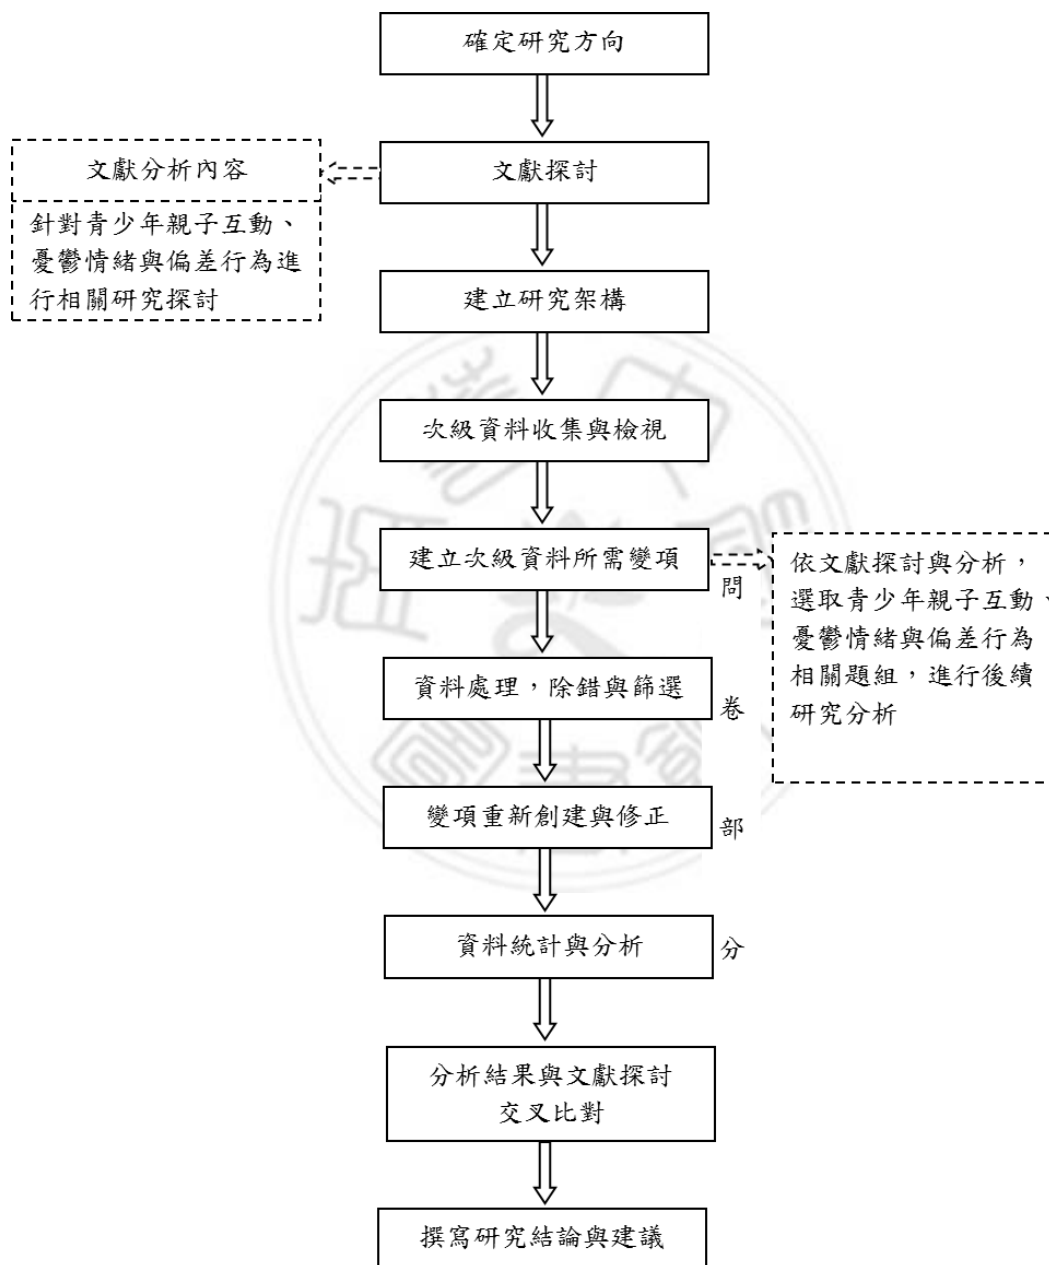 確定研究方向
文獻探討
文獻分析內容
針對青少年親子互動、
憂鬱情緒與偏差行為進
行相關研究探討
建立研究架構
次級資料收集與檢視
建立次級資料所需變項
依文獻探討與分析，
選取青少年親子互動、
憂鬱情緒與偏差行為
相關題組，進行後續
研究分析
問
卷
部
分
資料處理，除錯與篩選
變項重新創建與修正
資料統計與分析
分析結果與文獻探討
交叉比對
撰寫研究結論與建議